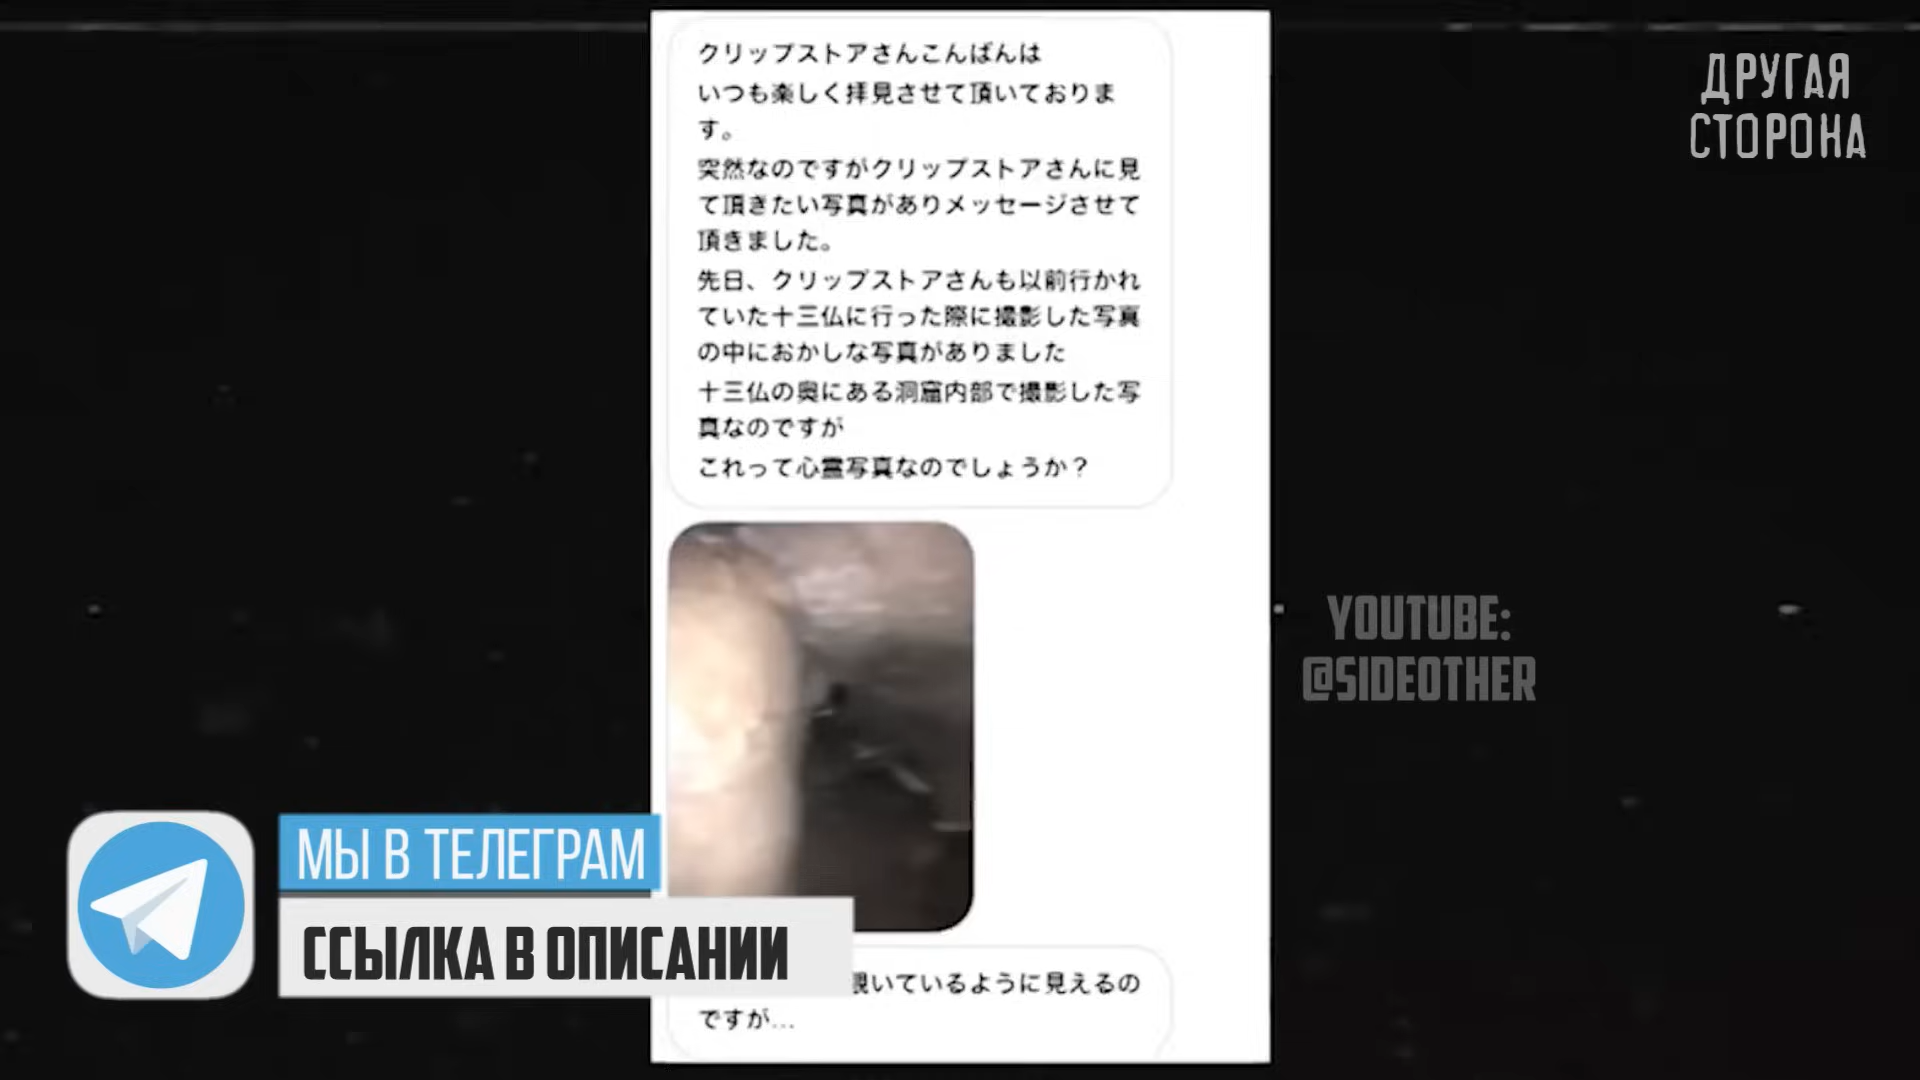 クリップストアさんこんばんは
いつも楽しく拝見させて頂いておりま
す。
突然なのですがクリップストアさんに見
て頂きたい写真がありメッセージさせて
頂きました。
先日、クリップストアさんも以前行かれ
ていた十三仏に行った際に撮影した写真
の中におかしな写真がありました
十三仏の奥にある洞窟内部で撮影した写
真なのですが
これって心霊写真なのでしょうか？
覗いているように見えるの
ですが...
ДРУГАЯ
СТОРОНА
YOUTUBE:
@SIDEOTHER
МЫ В ТЕЛЕГРАМ
ССЫЛКА В ОПИСАНИИ